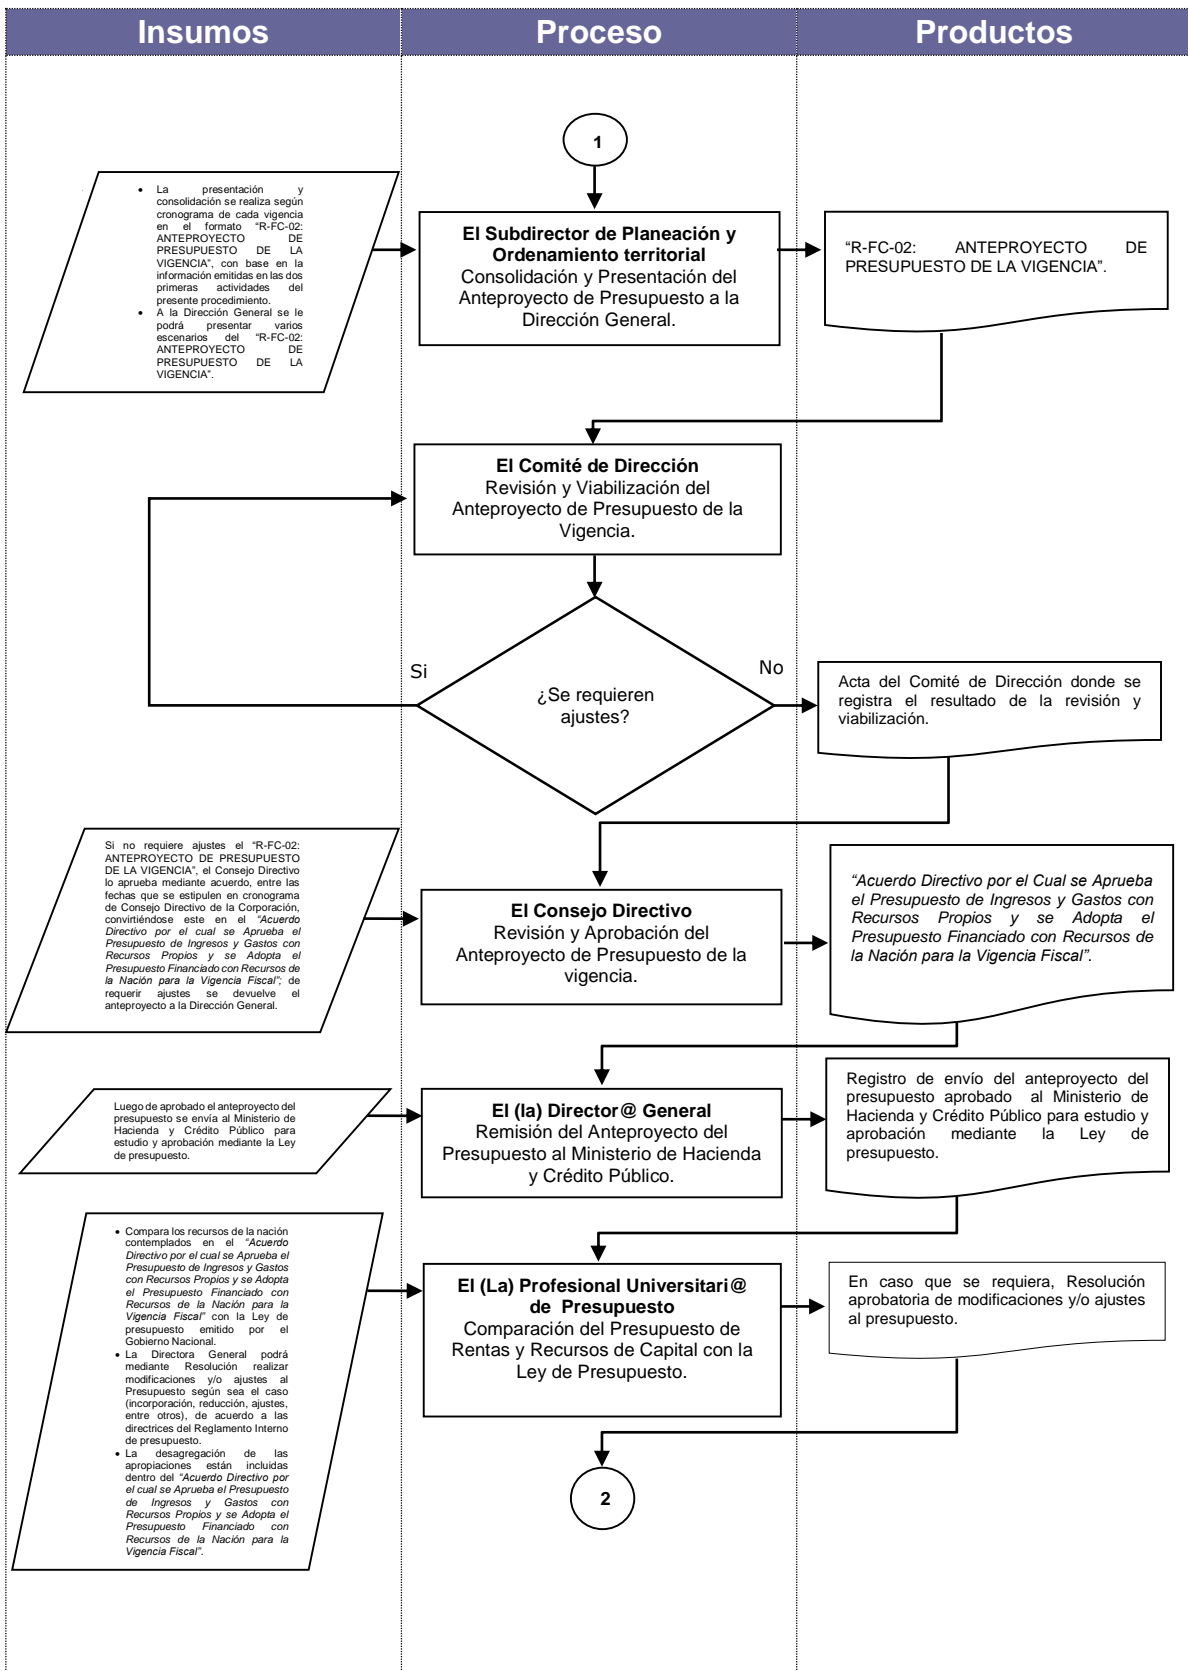 Insumos
Proceso
Productos
1
• La presentación y
consolidación se realiza según
cronograma de cada vigencia
en el formato “R-FC-02:
ANTEPROYECTO DE
PRESUPUESTO DE LA
VIGENCIA”, con base en la
información emitidas en las dos
primeras actividades del
presente procedimiento.
• A la Dirección General se le
podrá presentar varios
escenarios del “R-FC-02:
ANTEPROYECTO DE
PRESUPUESTO DE LA
VIGENCIA”.
El Subdirector de Planeación y
Ordenamiento territorial
Consolidación y Presentación del
Anteproyecto de Presupuesto a la
Dirección General.
“R-FC-02: ANTEPROYECTO DE
PRESUPUESTO DE LA VIGENCIA”.
El Comité de Dirección
Revisión y Viabilización del
Anteproyecto de Presupuesto de la
Vigencia.
Si
¿Se requieren
ajustes?
No
Acta del Comité de Dirección donde se
registra el resultado de la revisión y
viabilización.
Si no requiere ajustes el “R-FC-02:
ANTEPROYECTO DE PRESUPUESTO
DE LA VIGENCIA”, el Consejo Directivo
lo aprueba mediante acuerdo, entre las
fechas que se estipulen en cronograma
de Consejo Directivo de la Corporación,
convirtiéndose este en el “Acuerdo
Directivo por el cual se Aprueba el
Presupuesto de Ingresos y Gastos con
Recursos Propios y se Adopta el
Presupuesto Financiado con Recursos de
la Nación para la Vigencia Fiscal”; de
requerir ajustes se devuelve el
anteproyecto a la Dirección General.
El Consejo Directivo
Revisión y Aprobación del
Anteproyecto de Presupuesto de la
vigencia.
“Acuerdo Directivo por el Cual se Aprueba
el Presupuesto de Ingresos y Gastos con
Recursos Propios y se Adopta el
Presupuesto Financiado con Recursos de
la Nación para la Vigencia Fiscal”.
Luego de aprobado el anteproyecto del
presupuesto se envía al Ministerio de
Hacienda y Crédito Público para
estudio y aprobación mediante la Ley
de presupuesto.
El (la) Director@ General
Remisión del Anteproyecto del
Presupuesto al Ministerio de Hacienda
y Crédito Público.
Registro de envío del anteproyecto del
presupuesto aprobado al Ministerio de
Hacienda y Crédito Público para estudio y
aprobación mediante la Ley de
presupuesto.
• Compara los recursos de la nación
contemplados en el “Acuerdo
Directivo por el cual se Aprueba el
Presupuesto de Ingresos y Gastos
con Recursos Propios y se Adopta
el Presupuesto Financiado con
Recursos de la Nación para la
Vigencia Fiscal” con la Ley de
presupuesto emitido por el
Gobierno Nacional.
• La Directora General podrá
mediante Resolución realizar
modificaciones y/o ajustes al
Presupuesto según sea el caso
(incorporación, reducción, ajustes,
entre otros), de acuerdo a las
directrices del Reglamento Interno
de presupuesto.
• La desagregación de las
apropiaciones están incluidas
dentro del “Acuerdo Directivo por
el cual se Aprueba el Presupuesto
de Ingresos y Gastos con
Recursos Propios y se Adopta el
Presupuesto Financiado con
Recursos de la Nación para la
Vigencia Fiscal”.
El (La) Profesional Universitari@
de Presupuesto
Comparación del Presupuesto de
Rentas y Recursos de Capital con la
Ley de Presupuesto.
En caso que se requiera, Resolución
aprobatoria de modificaciones y/o ajustes
al presupuesto.
2